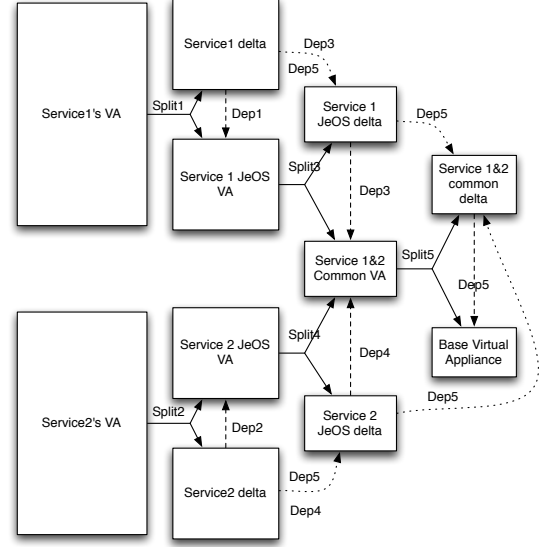 Service1 delta
Dep3
Dep5
Service1's VA
Split1
Dep1
Service 1
JeOS delta
Dep5
Service 1 JeOS
VA
Split3
Dep3
Service 1&2
common
delta
Service 1&2
Common VA
Split5
Dep5
Service 2 JeOS
VA
Split4
Base Virtual
Appliance
Dep4
Dep5
Service2's VA
Split2
Dep2
Service 2
JeOS delta
Service2 delta
Dep5
Dep4